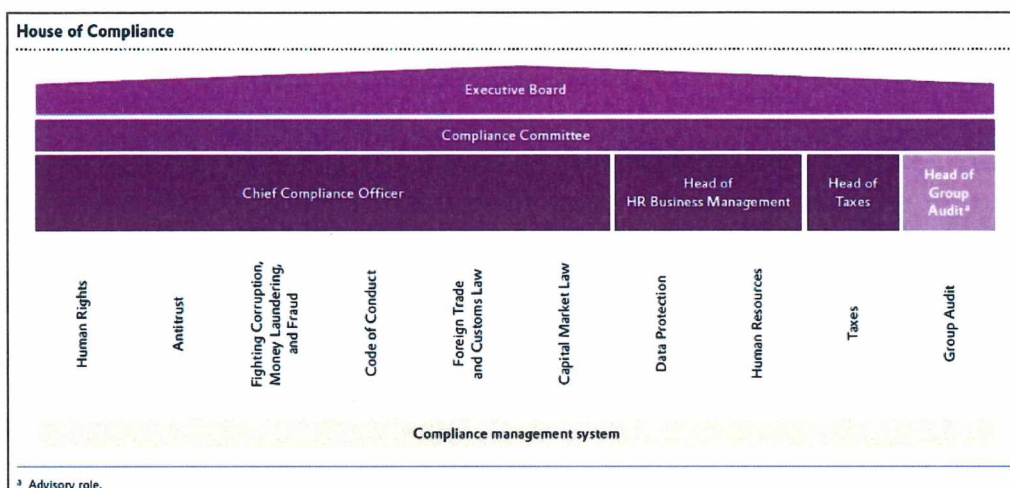 House of Compliance
Executive Board
Compliance Committee
Chief Compliance Officer
Head of
HR Business Management
Head of
Taxes
Head of
Group
Auditᵃ
Human Rights
Antitrust
Fighting Corruption,
Money Laundering,
and Fraud
Code of Conduct
Foreign Trade
and Customs Law
Capital Market Law
Data Protection
Human Resources
Taxes
Group Audit
Compliance management system
ᵃ Advisory role.